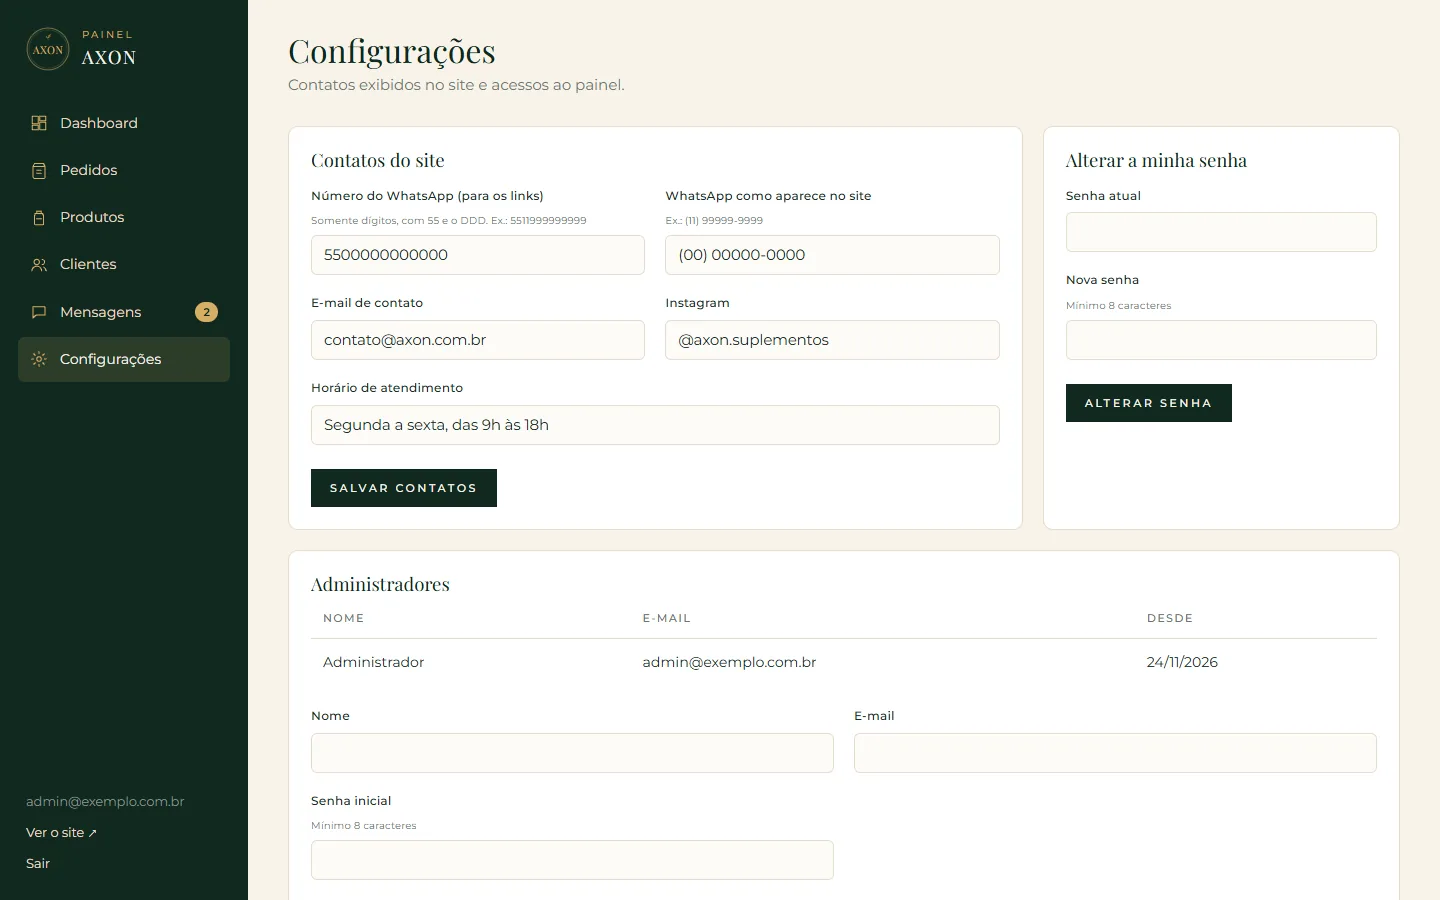 AXON
PAINEL
AXON
Dashboard
Pedidos
Produtos
Clientes
Mensagens 2
Configurações
admin@exemplo.com.br
Ver o site ↗
Sair
Configurações
Contatos exibidos no site e acessos ao painel.
Contatos do site
Número do WhatsApp (para os links)
Somente dígitos, com 55 e o DDD. Ex.: 5511999999999
5500000000000
WhatsApp como aparece no site
Ex.: (11) 99999-9999
(00) 00000-0000
E-mail de contato
contato@axon.com.br
Instagram
@axon.suplementos
Horário de atendimento
Segunda a sexta, das 9h às 18h
SALVAR CONTATOS
Alterar a minha senha
Senha atual
Nova senha
Mínimo 8 caracteres
ALTERAR SENHA
Administradores
NOME E-MAIL DESDE
Administrador admin@exemplo.com.br 24/11/2026
Nome
E-mail
Senha inicial
Mínimo 8 caracteres